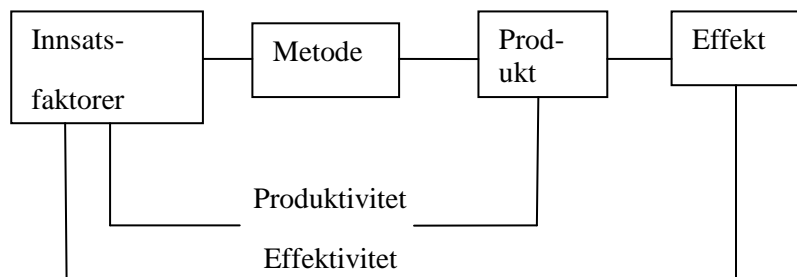 Innsats-
faktorer
Metode
Prod-
ukt
Effekt
Produktivitet
Effektivitet